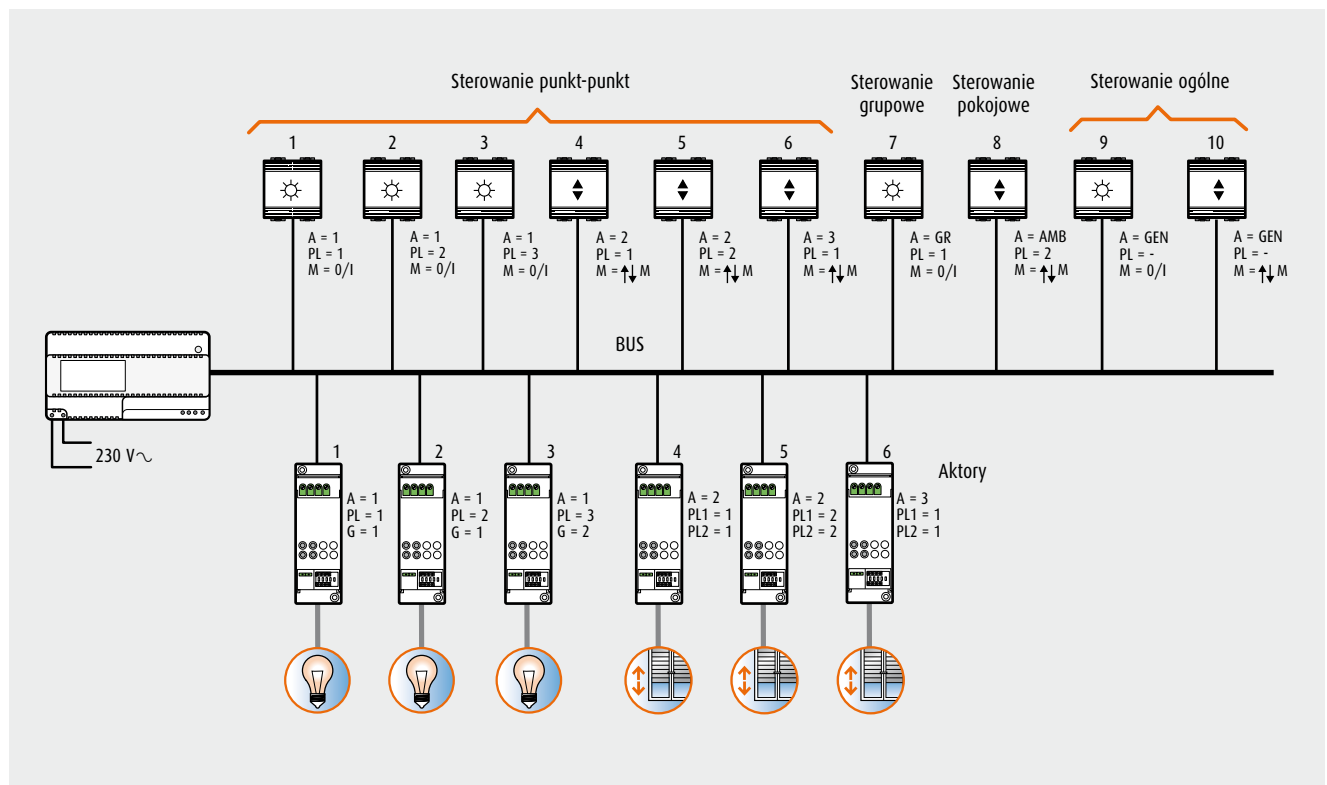 Sterowanie punkt-punkt
Sterowanie
grupowe
Sterowanie
pokojowe
Sterowanie ogólne
1
2
3
4
5
6
7
8
9
10
A = 1
PL = 1
M = 0/I
A = 1
PL = 2
M = 0/I
A = 1
PL = 3
M = 0/I
A = 2
PL = 1
M = ↑↓ M
A = 2
PL = 2
M = ↑↓ M
A = 3
PL = 1
M = ↑↓ M
A = GR
PL = 1
M = 0/I
A = AMB
PL = 2
M = ↑↓ M
A = GEN
PL = -
M = 0/I
A = GEN
PL = -
M = ↑↓ M
BUS
230 V~
1
2
3
4
5
6
Aktory
A = 1
PL = 1
G = 1
A = 1
PL = 2
G = 1
A = 1
PL = 3
G = 2
A = 2
PL1 = 1
PL2 = 1
A = 2
PL1 = 2
PL2 = 2
A = 3
PL1 = 1
PL2 = 1